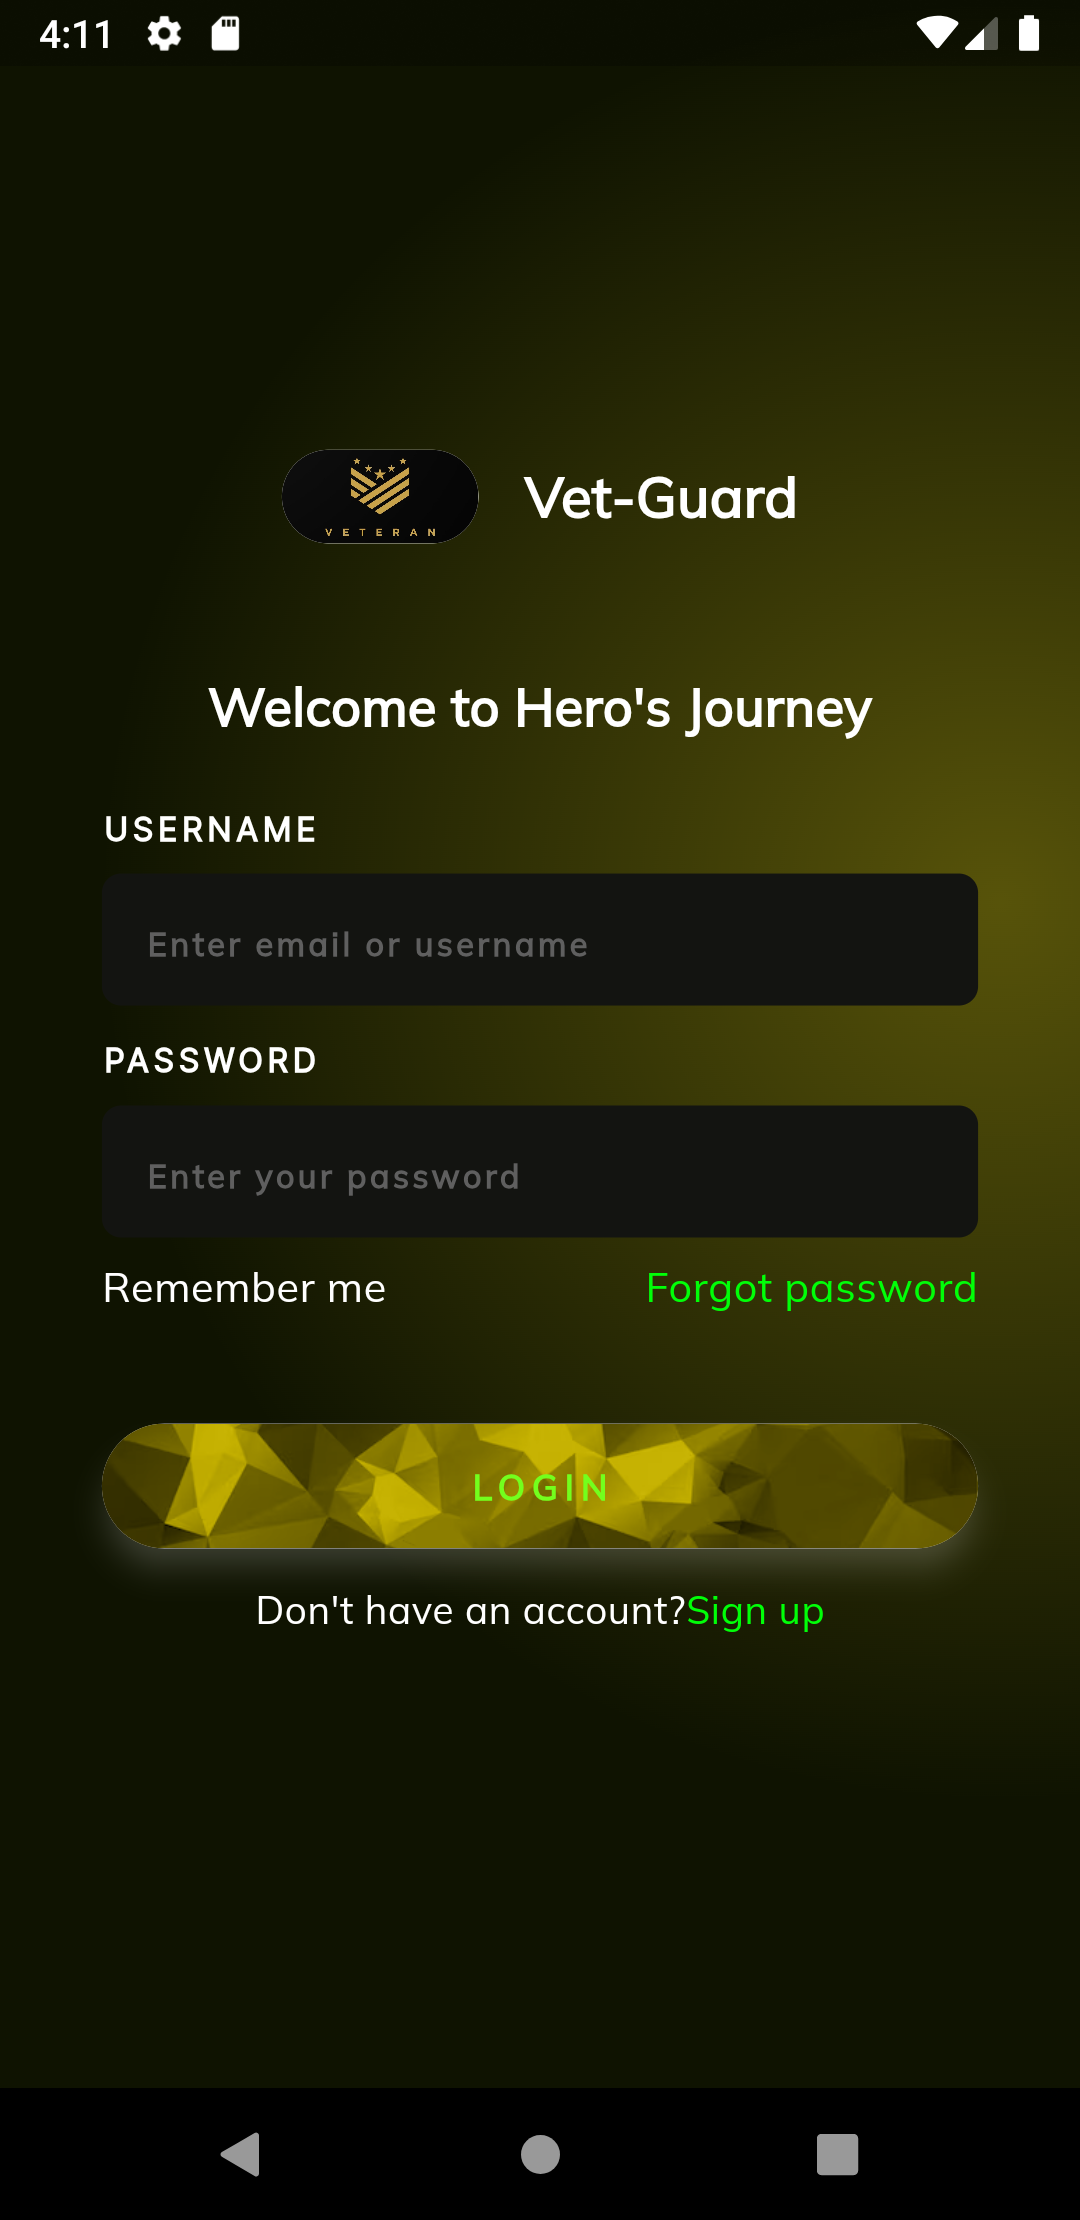 4:11
VETERAN
Vet-Guard
Welcome to Hero's Journey
USERNAME
Enter email or username
PASSWORD
Enter your password
Remember me
Forgot password
LOGIN
Don't have an account?Sign up